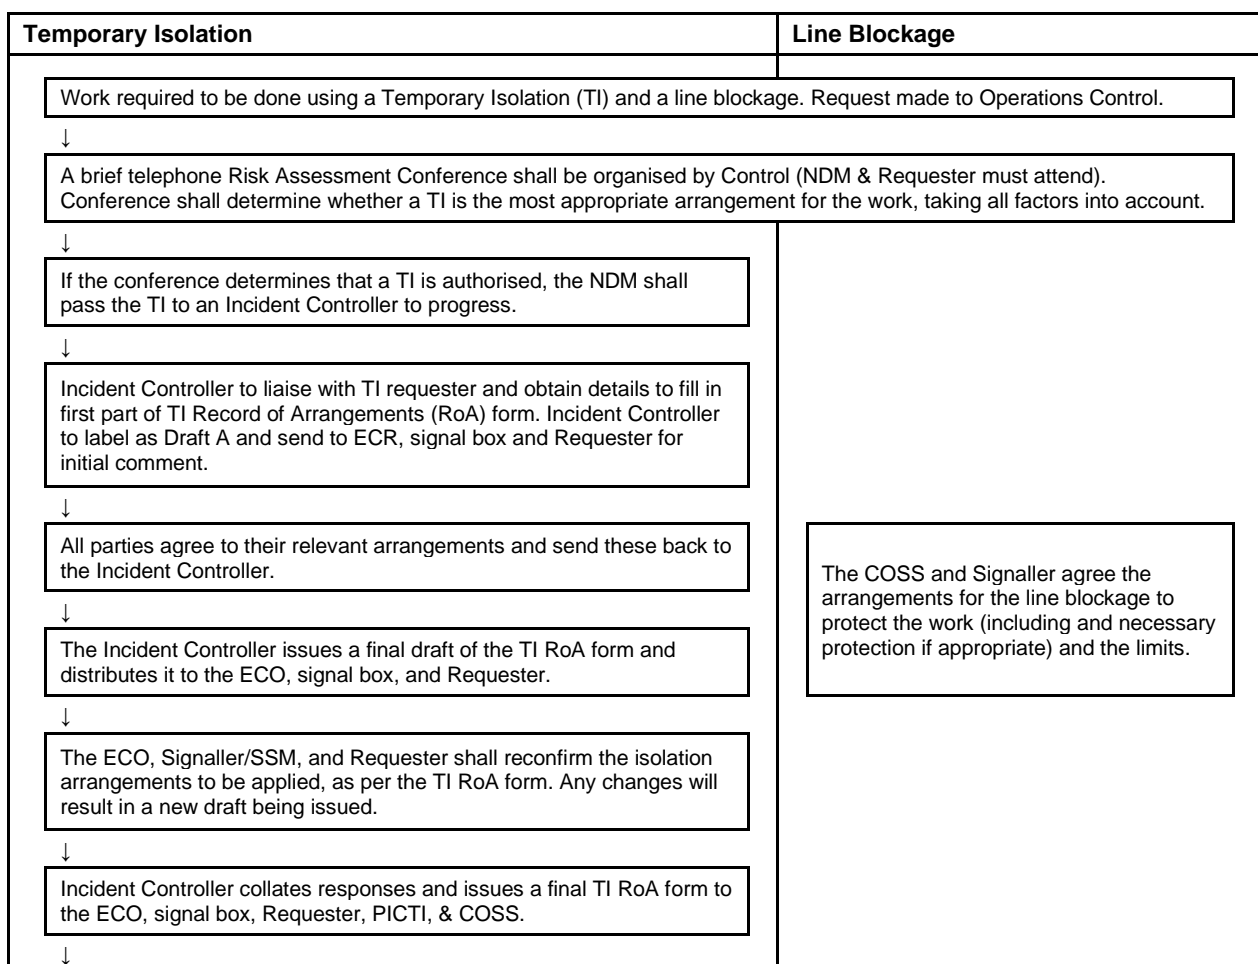 Temporary Isolation
Line Blockage
Work required to be done using a Temporary Isolation (TI) and a line blockage. Request made to Operations Control.
↓
A brief telephone Risk Assessment Conference shall be organised by Control (NDM & Requester must attend).
Conference shall determine whether a TI is the most appropriate arrangement for the work, taking all factors into account.
↓
If the conference determines that a TI is authorised, the NDM shall
pass the TI to an Incident Controller to progress.
↓
Incident Controller to liaise with TI requester and obtain details to fill in
first part of TI Record of Arrangements (RoA) form. Incident Controller
to label as Draft A and send to ECR, signal box and Requester for
initial comment.
↓
All parties agree to their relevant arrangements and send these back to
the Incident Controller.
↓
The Incident Controller issues a final draft of the TI RoA form and
distributes it to the ECO, signal box, and Requester.
The COSS and Signaller agree the
arrangements for the line blockage to
protect the work (including and necessary
protection if appropriate) and the limits.
↓
The ECO, Signaller/SSM, and Requester shall reconfirm the isolation
arrangements to be applied, as per the TI RoA form. Any changes will
result in a new draft being issued.
↓
Incident Controller collates responses and issues a final TI RoA form to
the ECO, signal box, Requester, PICTI, & COSS.
↓